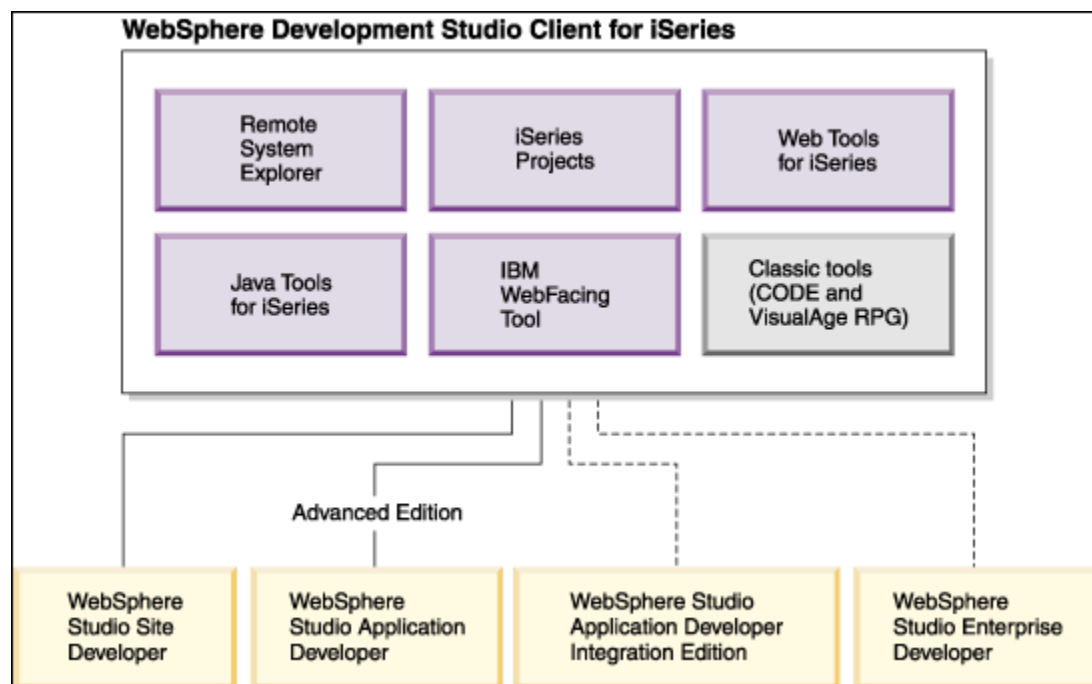 WebSphere Development Studio Client for iSeries
Remote
System
Explorer
iSeries
Projects
Web Tools
for iSeries
Java Tools
for iSeries
IBM
WebFacing
Tool
Classic tools
(CODE and
VisualAge RPG)
Advanced Edition
WebSphere
Studio Site
Developer
WebSphere
Studio Application
Developer
WebSphere Studio
Application Developer
Integration Edition
WebSphere
Studio Enterprise
Developer